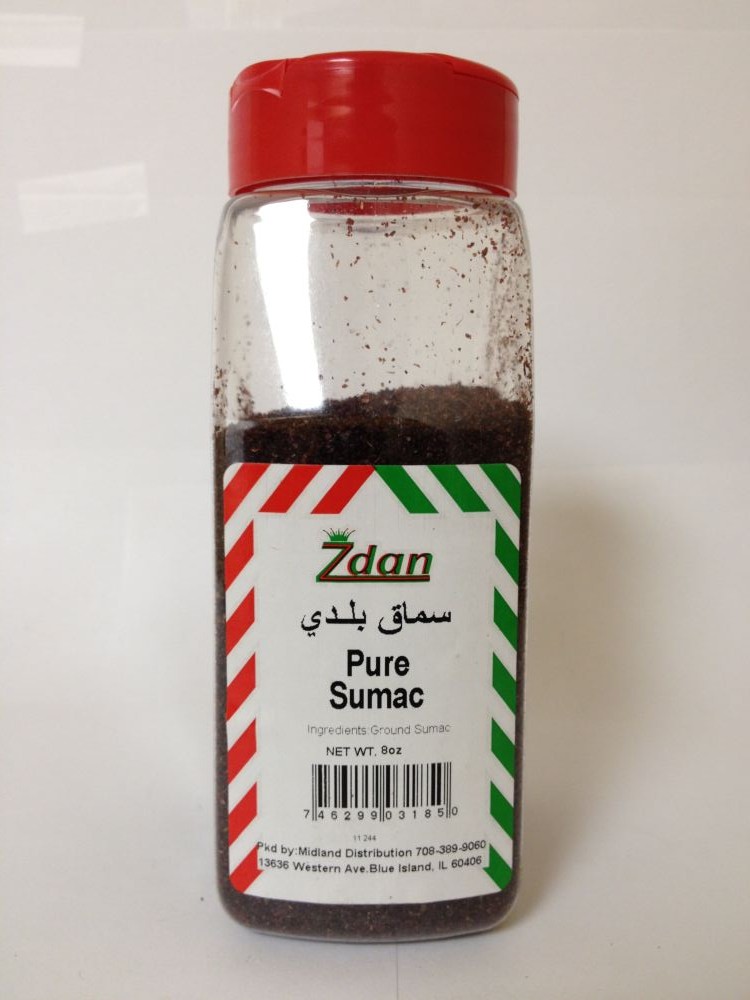 Zdan
سماق بلدي
Pure
Sumac
Ingredients:Ground Sumac
NET WT. 8oz
7 46299 03185 0
11 244
Pkd by:Midland Distribution 708-389-9060
13636 Western Ave.Blue Island, IL 60406